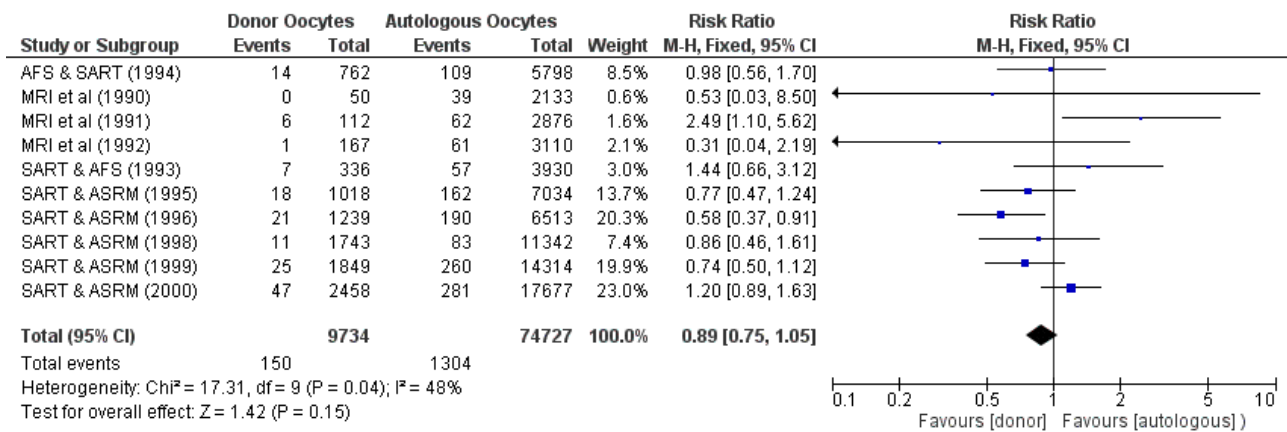 Donor Oocytes Autologous Oocytes Risk Ratio Risk Ratio
Study or Subgroup Events Total Events Total Weight M-H, Fixed, 95% CI M-H, Fixed, 95% CI
AFS & SART (1994) 14 762 109 5798 8.5% 0.98 [0.56, 1.70]
MRI et al (1990) 0 50 39 2133 0.6% 0.53 [0.03, 8.50]
MRI et al (1991) 6 112 62 2876 1.6% 2.49 [1.10, 5.62]
MRI et al (1992) 1 167 61 3110 2.1% 0.31 [0.04, 2.19]
SART & AFS (1993) 7 336 57 3930 3.0% 1.44 [0.66, 3.12]
SART & ASRM (1995) 18 1018 162 7034 13.7% 0.77 [0.47, 1.24]
SART & ASRM (1996) 21 1239 190 6513 20.3% 0.58 [0.37, 0.91]
SART & ASRM (1998) 11 1743 83 11342 7.4% 0.86 [0.46, 1.61]
SART & ASRM (1999) 25 1849 260 14314 19.9% 0.74 [0.50, 1.12]
SART & ASRM (2000) 47 2458 281 17677 23.0% 1.20 [0.89, 1.63]
Total (95% CI) 9734 74727 100.0% 0.89 [0.75, 1.05]
Total events 150 1304
Heterogeneity: Chi² = 17.31, df = 9 (P = 0.04); I² = 48%
Test for overall effect: Z = 1.42 (P = 0.15)
0.1 0.2 0.5 1 2 5 10
Favours [donor] Favours [autologous] )